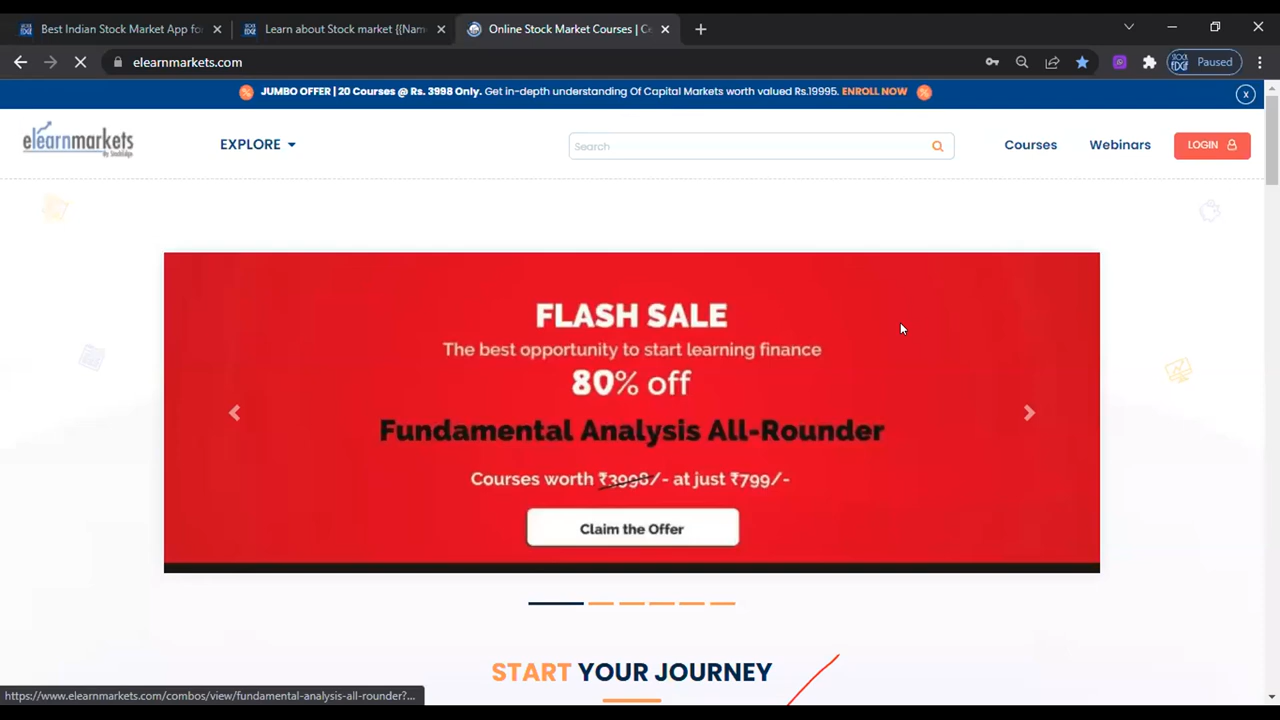 Best Indian Stock Market App fo
Learn about Stock market {{Nam
Online Stock Market Courses | Ce
elearnmarkets.com
Paused
JUMBO OFFER | 20 Courses @ Rs. 3998 Only. Get in-depth understanding Of Capital Markets worth valued Rs.19995. ENROLL NOW
X
elearnmarkets
By StockEdge
EXPLORE
Search
Courses
Webinars
LOGIN
FLASH SALE
The best opportunity to start learning finance
80% off
Fundamental Analysis All-Rounder
Courses worth ₹3998/- at just ₹799/-
Claim the Offer
START YOUR JOURNEY
https://www.elearnmarkets.com/combos/view/fundamental-analysis-all-rounder?...